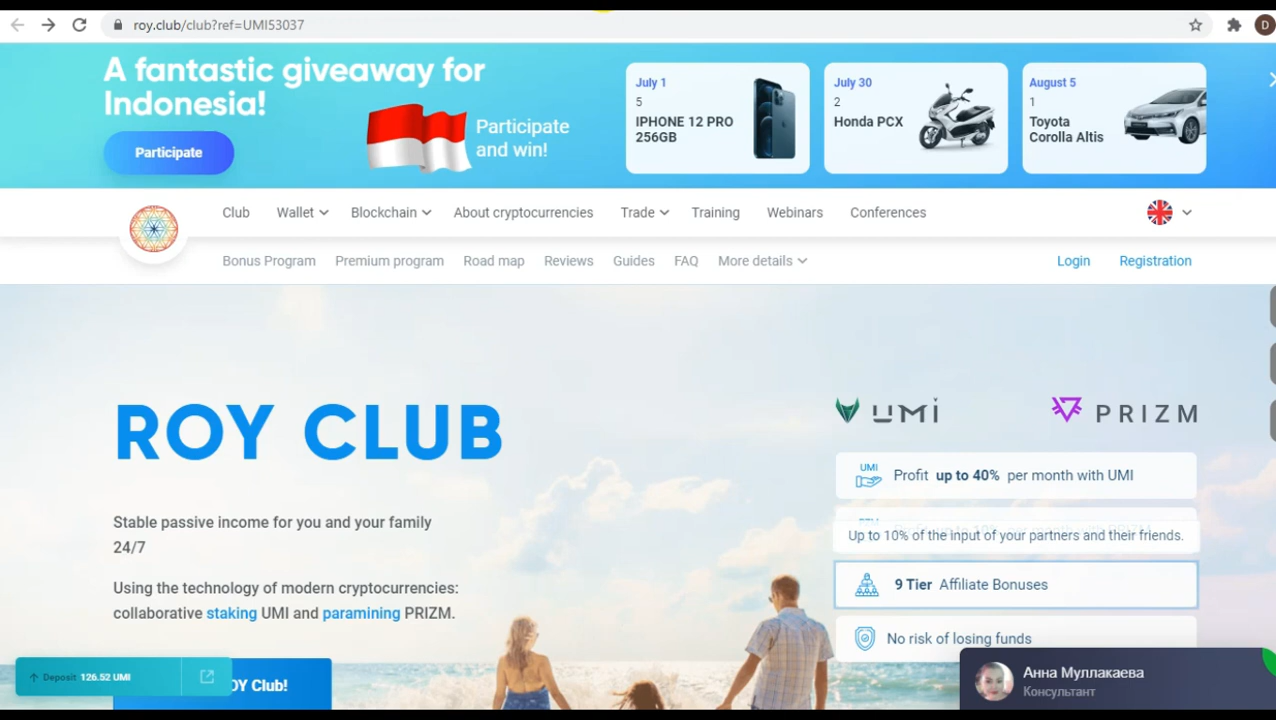 roy.club/club?ref=UMI53037
D
A fantastic giveaway for
Indonesia!
Participate
Participate
and win!
July 1
5
IPHONE 12 PRO
256GB
July 30
2
Honda PCX
August 5
1
Toyota
Corolla Altis
Club Wallet Blockchain About cryptocurrencies Trade Training Webinars Conferences
Bonus Program Premium program Road map Reviews Guides FAQ More details Login Registration
ROY CLUB
Stable passive income for you and your family
24/7
Using the technology of modern cryptocurrencies:
collaborative staking UMI and paramining PRIZM.
Deposit 126.52 UMI
OY Club!
UMI PRIZM
UMI
Profit up to 40% per month with UMI
Up to 10% of the input of your partners and their friends.
9 Tier Affiliate Bonuses
No risk of losing funds
Анна Муллакаева
Консультант